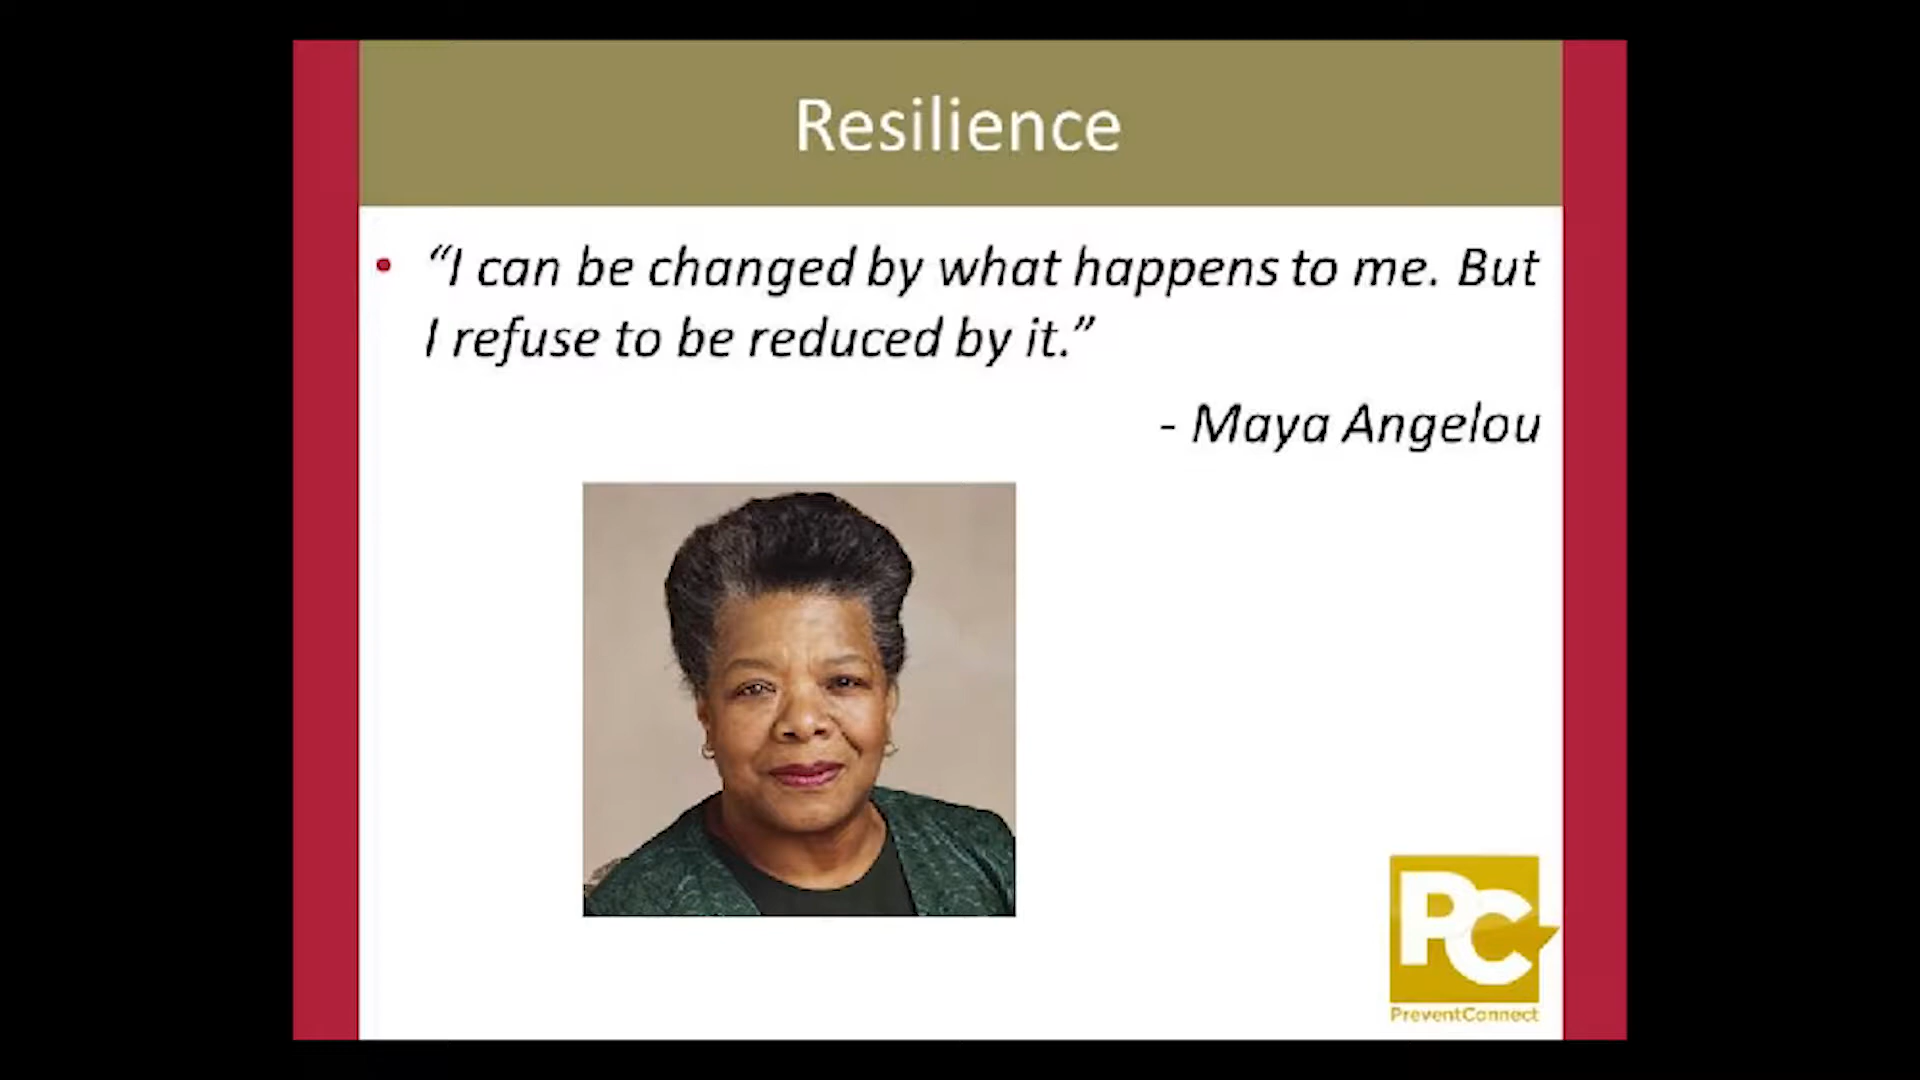 Resilience
• “I can be changed by what happens to me. But
I refuse to be reduced by it.”
- Maya Angelou
PC
PreventConnect